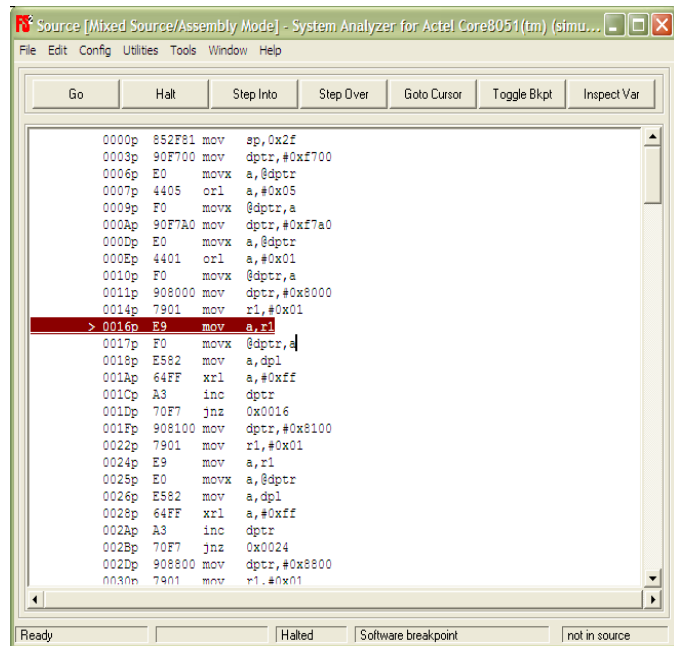 FS2 Source [Mixed Source/Assembly Mode] - System Analyzer for Actel Core8051(tm) (simu...
File Edit Config Utilities Tools Window Help
Go Halt Step Into Step Over Goto Cursor Toggle Bkpt Inspect Var
0000p 852F81 mov sp,0x2f
0003p 90F700 mov dptr,#0xf700
0006p E0 movx a,@dptr
0007p 4405 orl a,#0x05
0009p F0 movx @dptr,a
000Ap 90F7A0 mov dptr,#0xf7a0
000Dp E0 movx a,@dptr
000Ep 4401 orl a,#0x01
0010p F0 movx @dptr,a
0011p 908000 mov dptr,#0x8000
0014p 7901 mov r1,#0x01
> 0016p E9 mov a,r1
0017p F0 movx @dptr,a
0018p E582 mov a,dpl
001Ap 64FF xrl a,#0xff
001Cp A3 inc dptr
001Dp 70F7 jnz 0x0016
001Fp 908100 mov dptr,#0x8100
0022p 7901 mov r1,#0x01
0024p E9 mov a,r1
0025p E0 movx a,@dptr
0026p E582 mov a,dpl
0028p 64FF xrl a,#0xff
002Ap A3 inc dptr
002Bp 70F7 jnz 0x0024
002Dp 908800 mov dptr,#0x8800
0030p 7901 mov r1,#0x01
Ready Halted Software breakpoint not in source